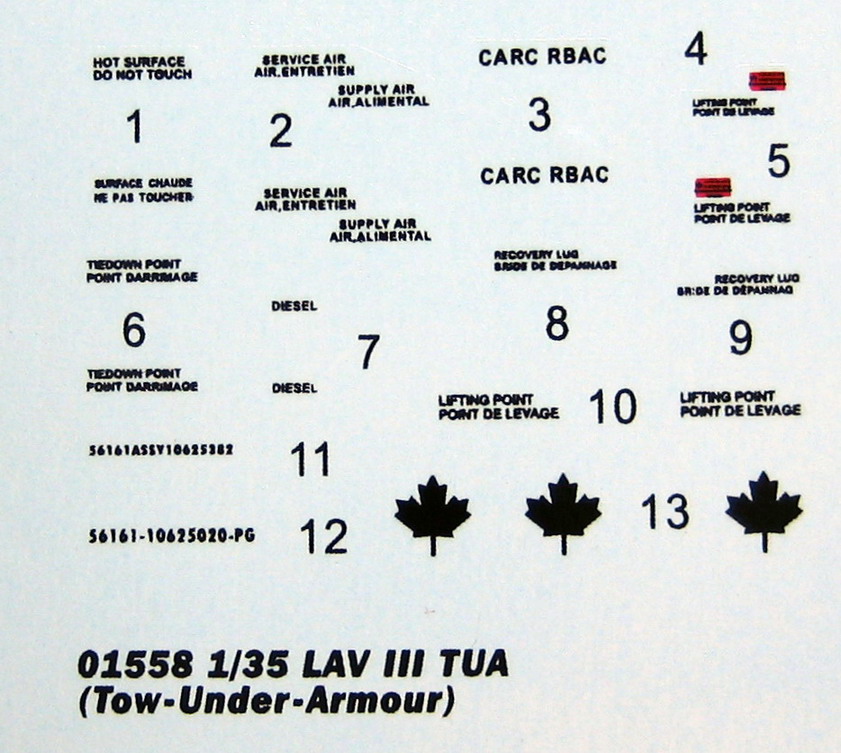 HOT SURFACE
DO NOT TOUCH
1
SERVICE AIR
AIR.ENTRETIEN
SUPPLY AIR
AIR.ALIMENTAL
2
CARC RBAC
3
4
LIFTING POINT
POINT DE LEVAGE
5
SURFACE CHAUDE
NE PAS TOUCHER
SERVICE AIR
AIR,ENTRETIEN
SUPPLY AIR
AIR,ALIMENTAL
CARC RBAC
LIFTING POINT
POINT DE LEVAGE
TIEDOWN POINT
POINT DARRIMAGE
6
DIESEL
7
RECOVERY LUG
BRIDE DE DEPANNAGE
8
RECOVERY LUG
BRIDE DE DEPANNAG
9
TIEDOWN POINT
POINT DARRIMAGE
DIESEL
LIFTING POINT
POINT DE LEVAGE
10
LIFTING POINT
POINT DE LEVAGE
56161ASSY10625382
11
56161-10625020-PG
12
13
01558 1/35 LAV III TUA
(Tow-Under-Armour)